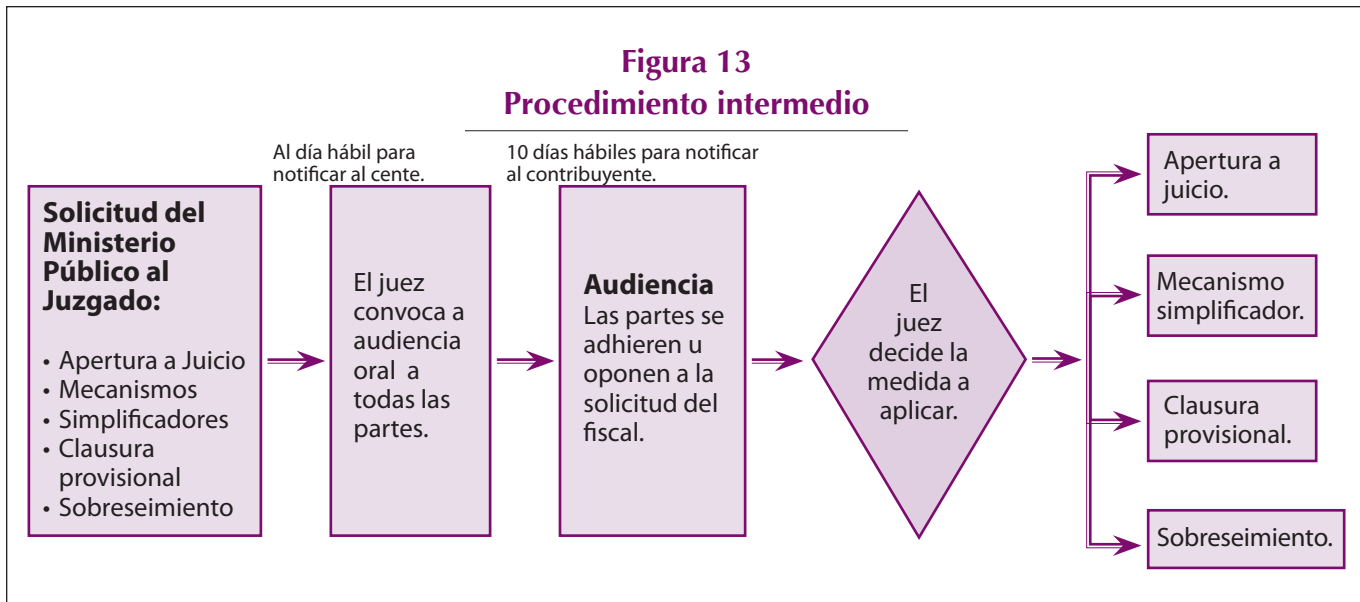 Figura 13
Procedimiento intermedio
Al día hábil para
notificar al cente.
10 días hábiles para notificar
al contribuyente.
Solicitud del
Ministerio
Público al
Juzgado:
• Apertura a Juicio
• Mecanismos
• Simplificadores
• Clausura
provisional
• Sobreseimiento
El juez
convoca a
audiencia
oral a
todas las
partes.
Audiencia
Las partes se
adhieren u
oponen a la
solicitud del
fiscal.
El
juez
decide la
medida a
aplicar.
Apertura a
juicio.
Mecanismo
simplificador.
Clausura
provisional.
Sobreseimiento.